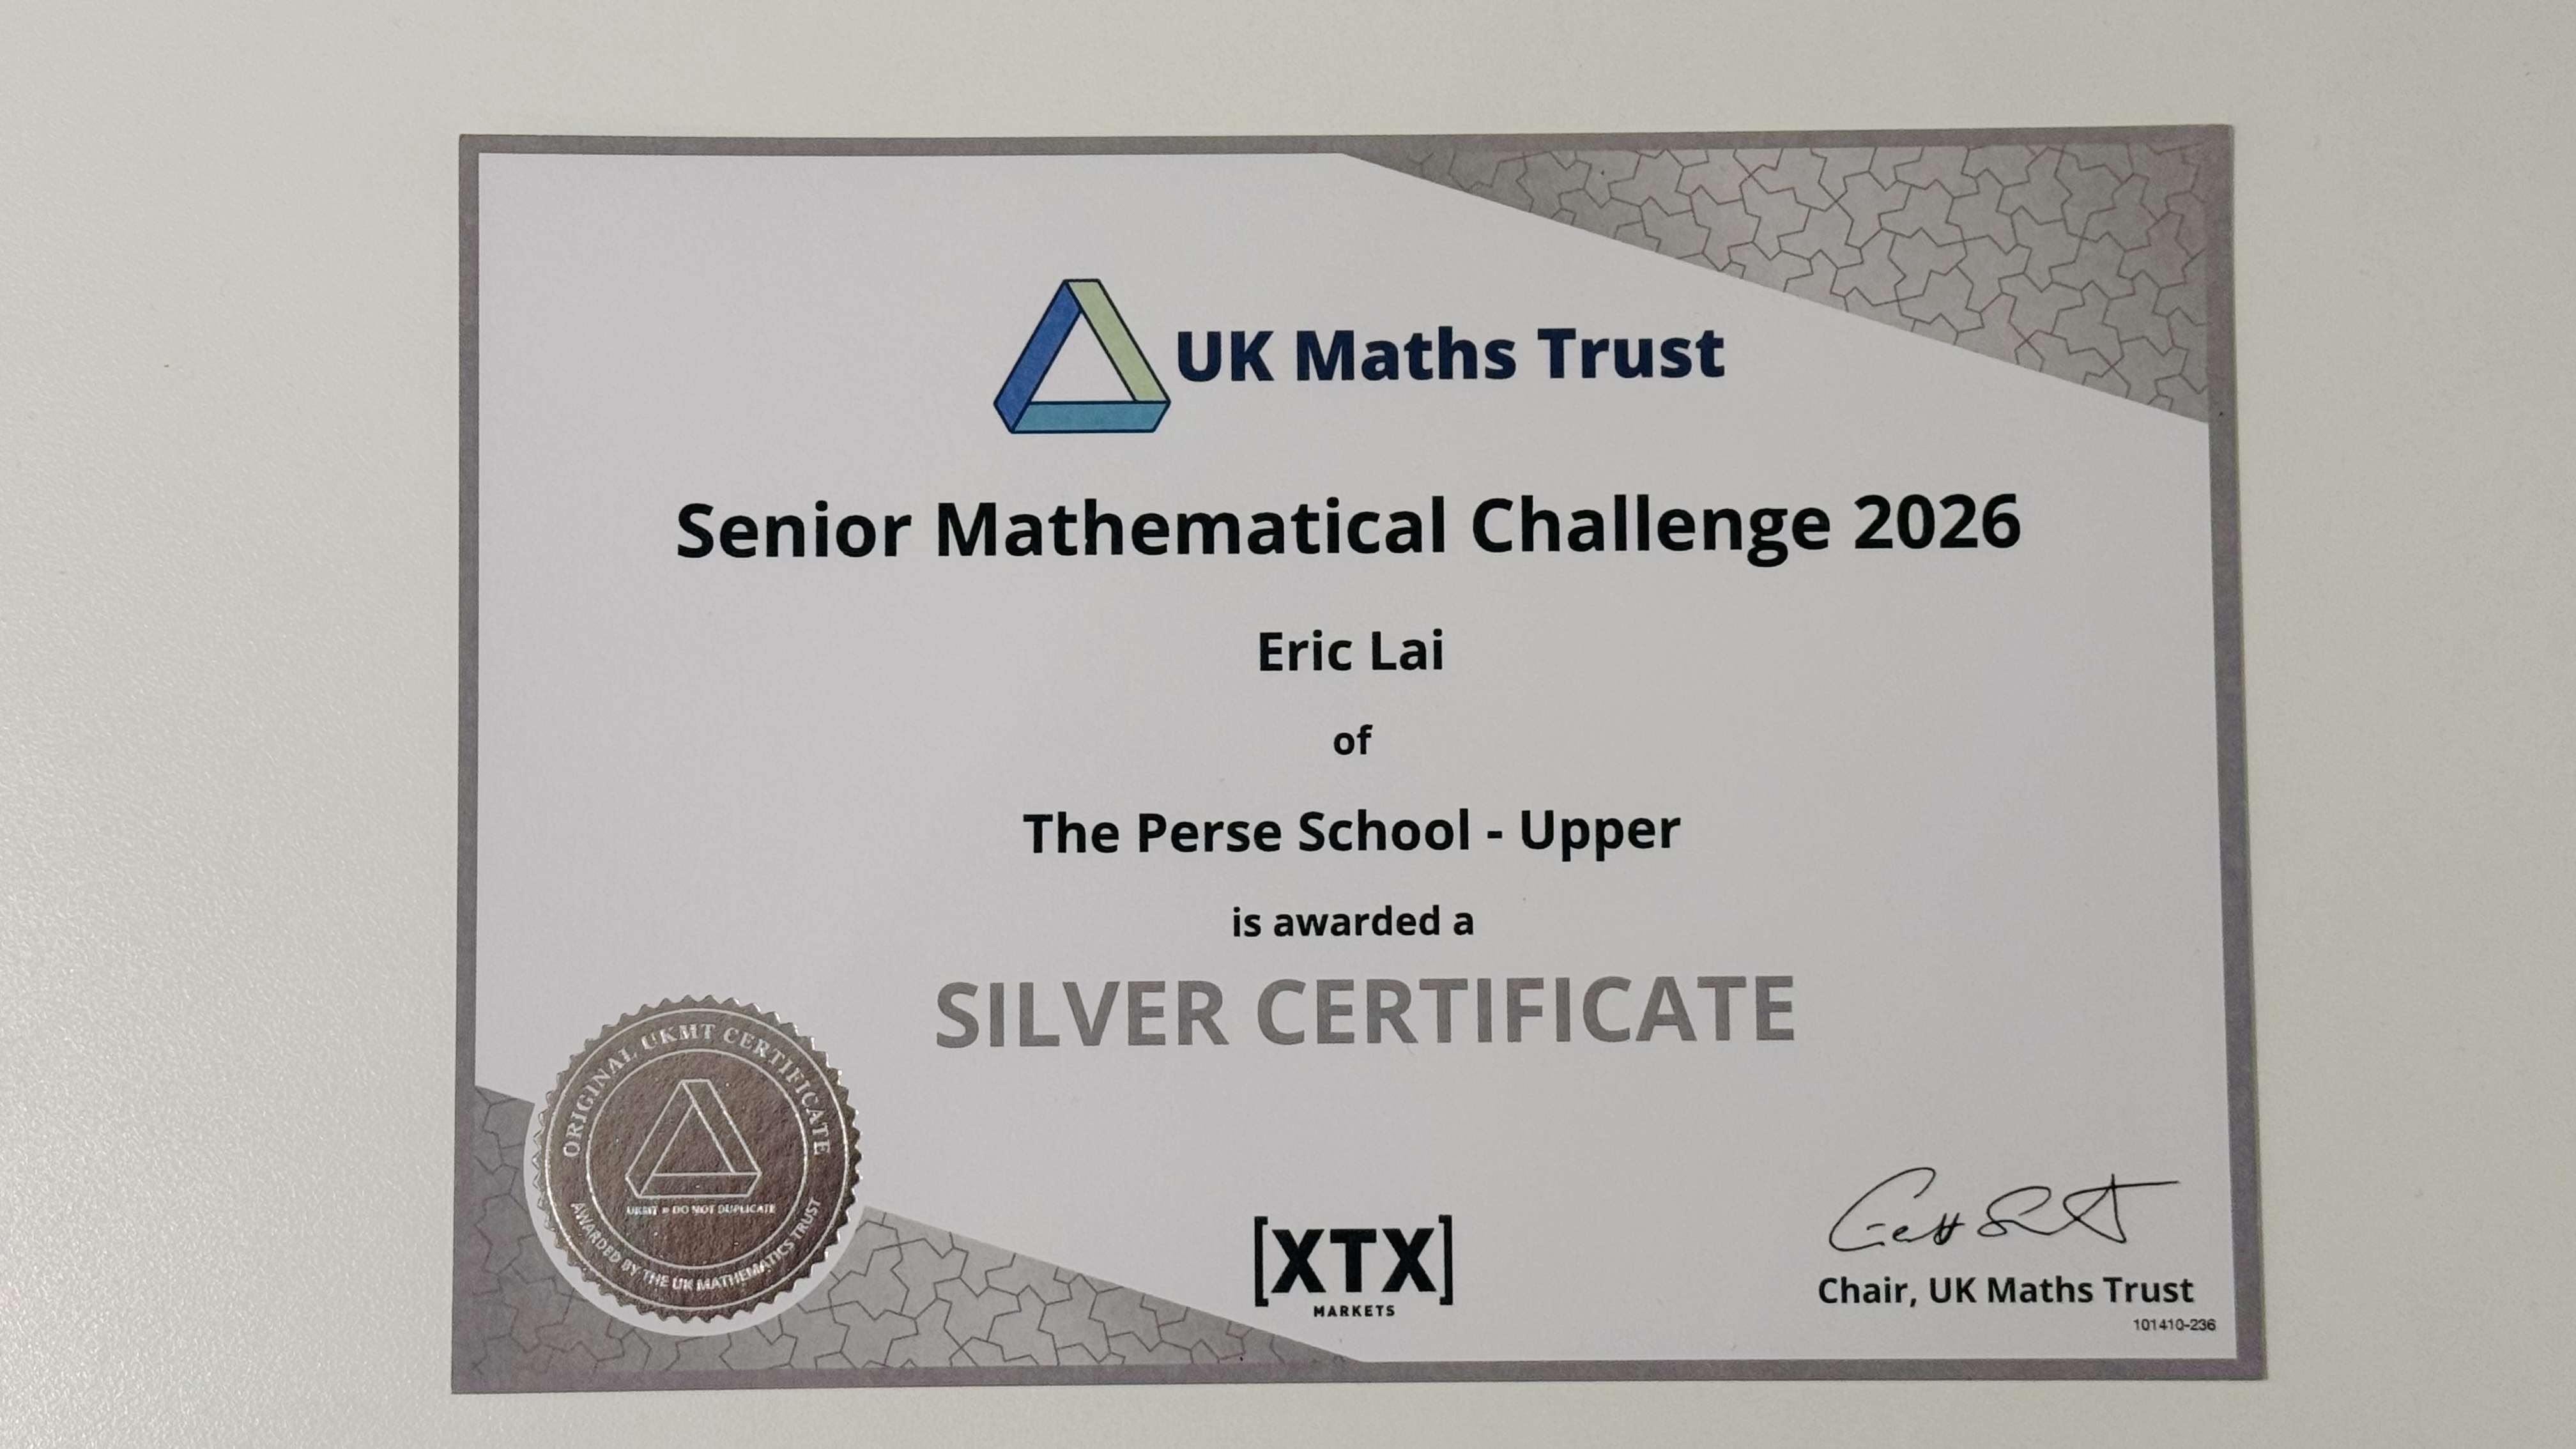 UK Maths Trust
Senior Mathematical Challenge 2026
Eric Lai
of
The Perse School - Upper
is awarded a
SILVER CERTIFICATE
ORIGINAL UKMT CERTIFICATE
UKMT DO NOT DUPLICATE
AWARDED BY THE UK MATHEMATICS TRUST
[XTX]
MARKETS
Chair, UK Maths Trust
101410-236